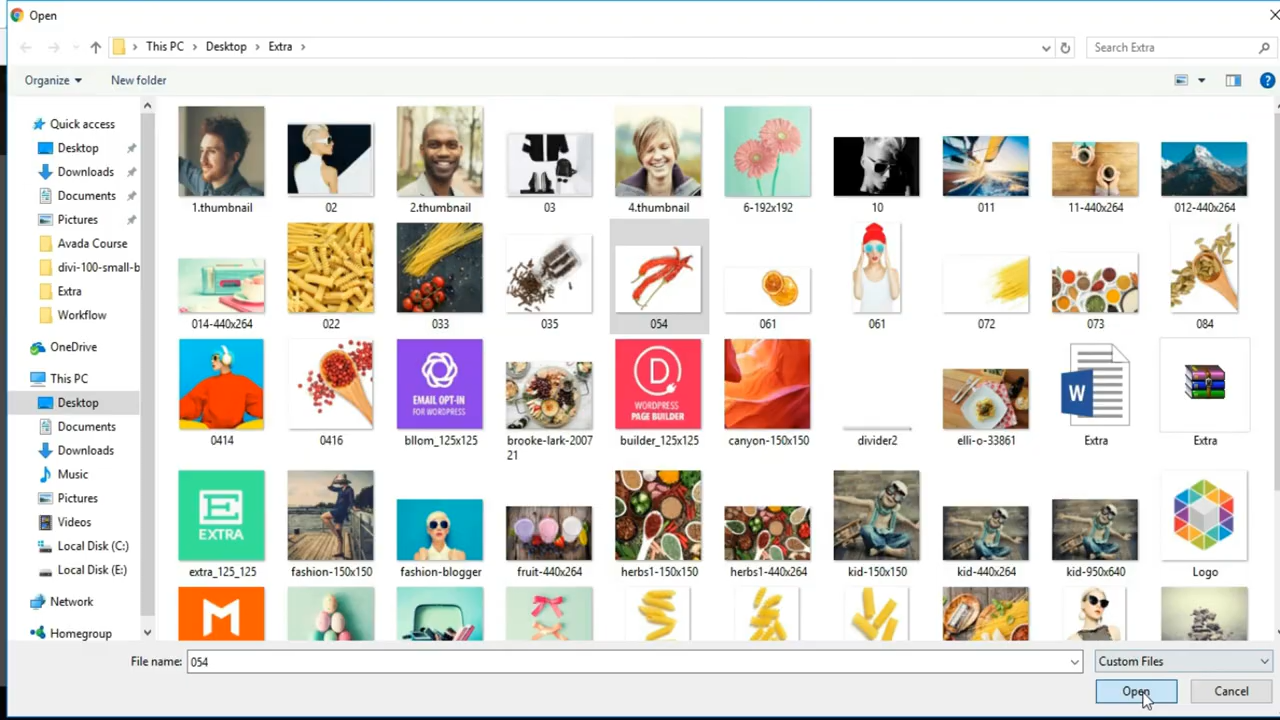 Open
This PC
Desktop
Extra
Search Extra
Organize
New folder
Quick access
Desktop
Downloads
Documents
Pictures
Avada Course
divi-100-small-b
Extra
Workflow
OneDrive
This PC
Desktop
Documents
Downloads
Music
Pictures
Videos
Local Disk (C:)
Local Disk (E:)
Network
Homegroup
1.thumbnail
02
2.thumbnail
03
4.thumbnail
6-192x192
10
011
11-440x264
012-440x264
014-440x264
022
033
035
054
061
061
072
073
084
EMAIL OPT-IN
FOR WORDPRESS
D
WORDPRESS
PAGE BUILDER
W
0414
0416
bllom_125x125
brooke-lark-2007
21
builder_125x125
canyon-150x150
divider2
elli-o-33861
Extra
Extra
E
EXTRA
extra_125_125
fashion-150x150
fashion-blogger
fruit-440x264
herbs1-150x150
herbs1-440x264
kid-150x150
kid-440x264
kid-950x640
Logo
M
File name:
054
Custom Files
Open
Cancel